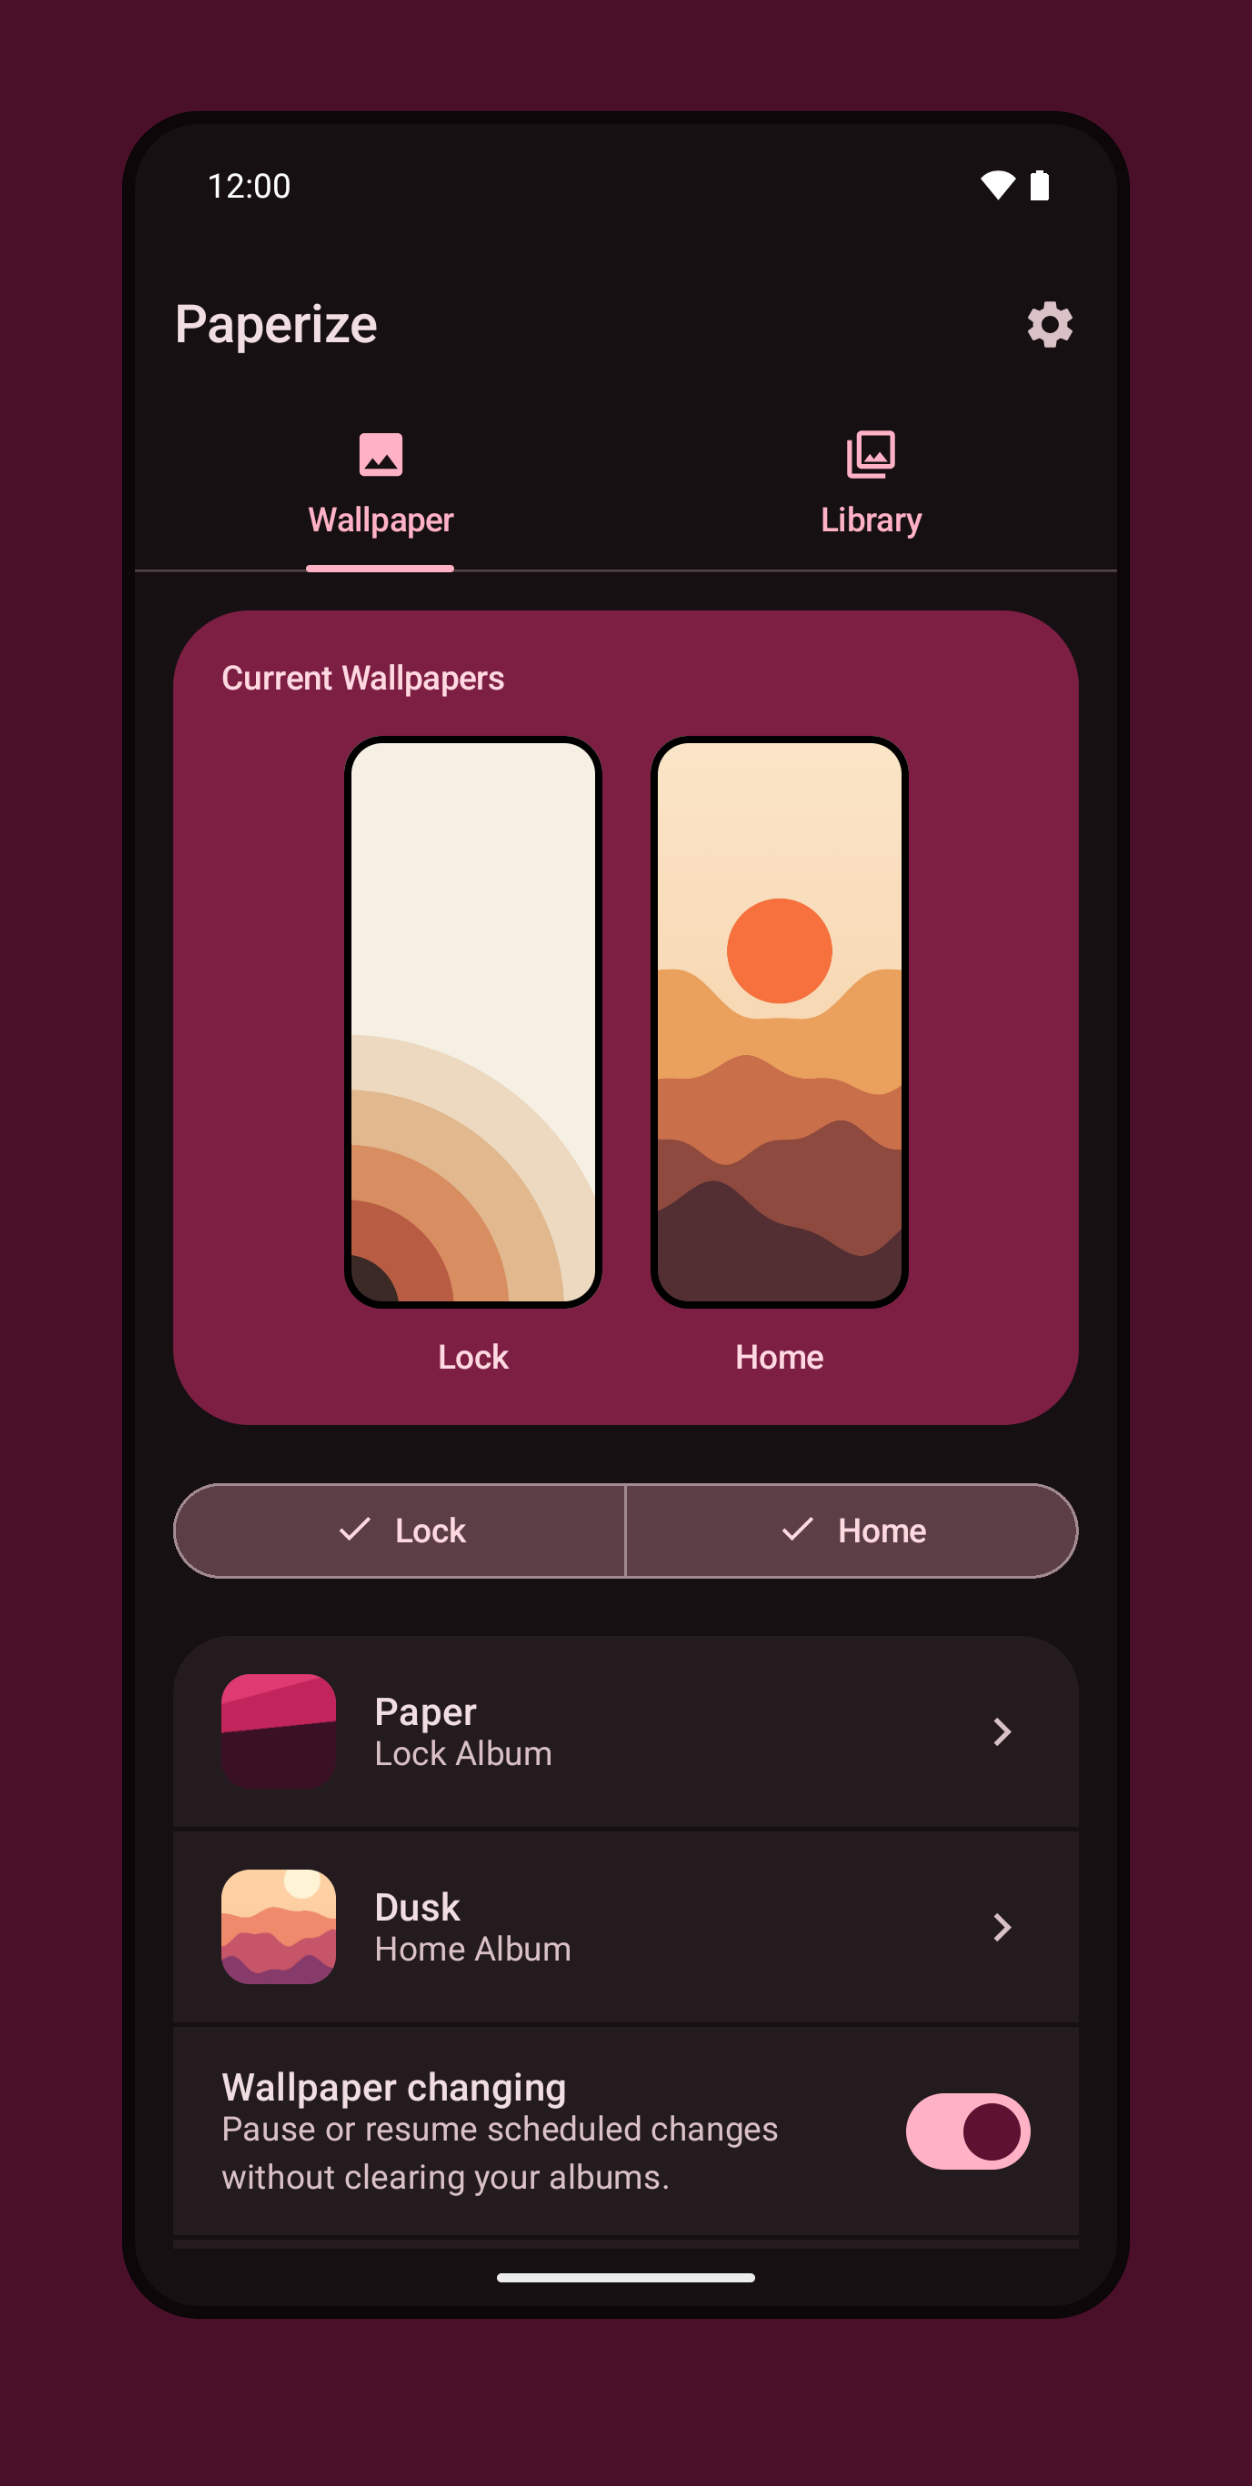 12:00
Paperize
Wallpaper
Library
Current Wallpapers
Lock
Home
Lock
Home
Paper
Lock Album
Dusk
Home Album
Wallpaper changing
Pause or resume scheduled changes
without clearing your albums.